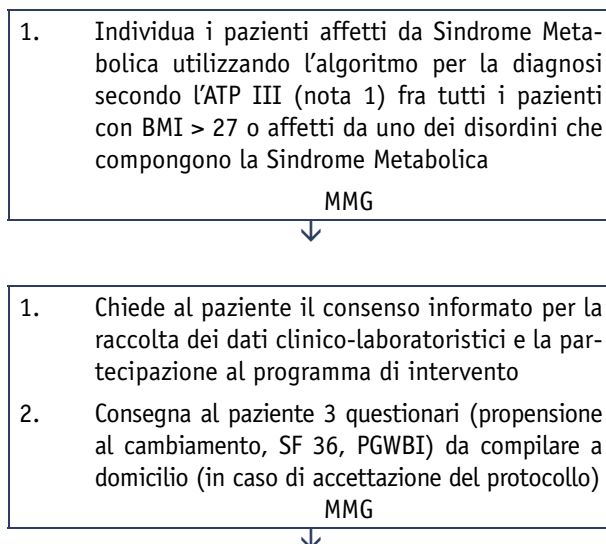 1. Individua i pazienti affetti da Sindrome Meta-
bolica utilizzando l’algoritmo per la diagnosi
secondo l’ATP III (nota 1) fra tutti i pazienti
con BMI > 27 o affetti da uno dei disordini che
compongono la Sindrome Metabolica
MMG
↓
1. Chiede al paziente il consenso informato per la
raccolta dei dati clinico-laboratoristici e la par-
tecipazione al programma di intervento
2. Consegna al paziente 3 questionari (propensione
al cambiamento, SF 36, PGWBI) da compilare a
domicilio (in caso di accettazione del protocollo)
MMG
↓